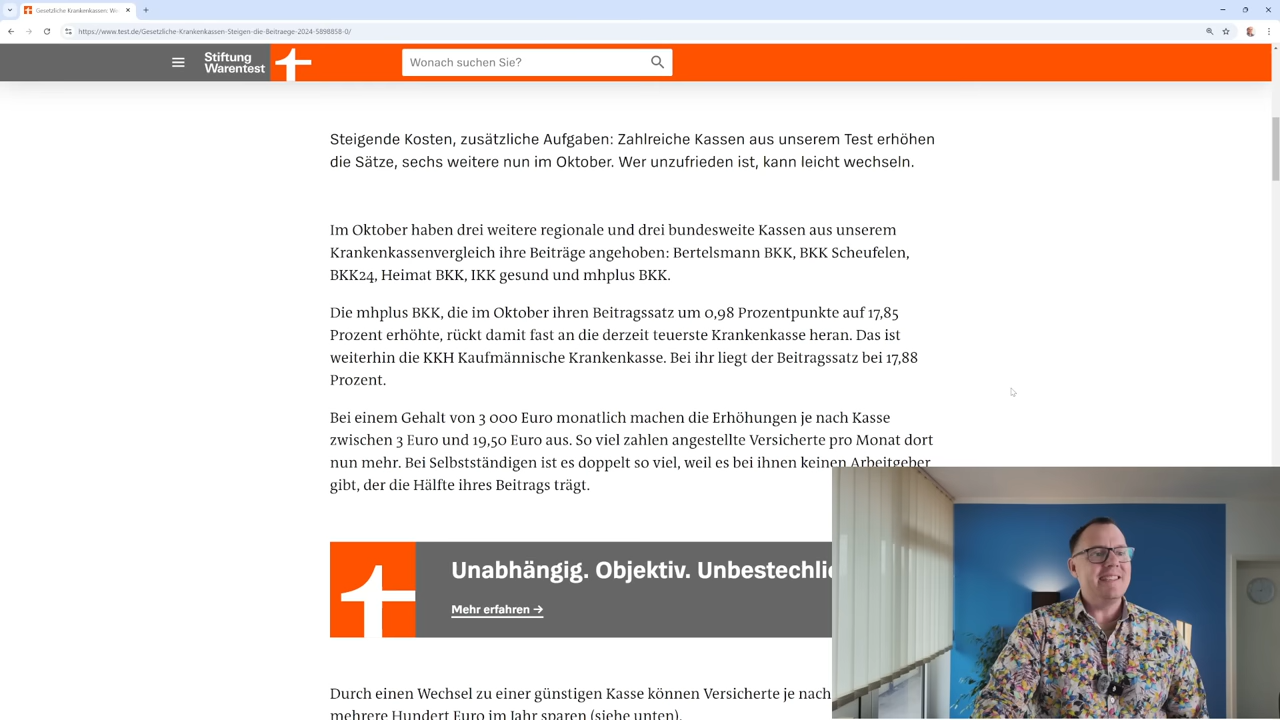 Gesetzliche Krankenkassen: We
https://www.test.de/Gesetzliche-Krankenkassen-Steigen-die-Beitraege-2024-5898858-0/
Stiftung
Warentest
Wonach suchen Sie?
Steigende Kosten, zusätzliche Aufgaben: Zahlreiche Kassen aus unserem Test erhöhen
die Sätze, sechs weitere nun im Oktober. Wer unzufrieden ist, kann leicht wechseln.
Im Oktober haben drei weitere regionale und drei bundesweite Kassen aus unserem
Krankenkassenvergleich ihre Beiträge angehoben: Bertelsmann BKK, BKK Scheufelen,
BKK24, Heimat BKK, IKK gesund und mhplus BKK.
Die mhplus BKK, die im Oktober ihren Beitragssatz um 0,98 Prozentpunkte auf 17,85
Prozent erhöhte, rückt damit fast an die derzeit teuerste Krankenkasse heran. Das ist
weiterhin die KKH Kaufmännische Krankenkasse. Bei ihr liegt der Beitragssatz bei 17,88
Prozent.
Bei einem Gehalt von 3 000 Euro monatlich machen die Erhöhungen je nach Kasse
zwischen 3 Euro und 19,50 Euro aus. So viel zahlen angestellte Versicherte pro Monat dort
nun mehr. Bei Selbstständigen ist es doppelt so viel, weil es bei ihnen keinen Arbeitgeber
gibt, der die Hälfte ihres Beitrags trägt.
Unabhängig. Objektiv. Unbestechlic
Mehr erfahren →
Durch einen Wechsel zu einer günstigen Kasse können Versicherte je nach
mehrere Hundert Euro im Jahr sparen (siehe unten).